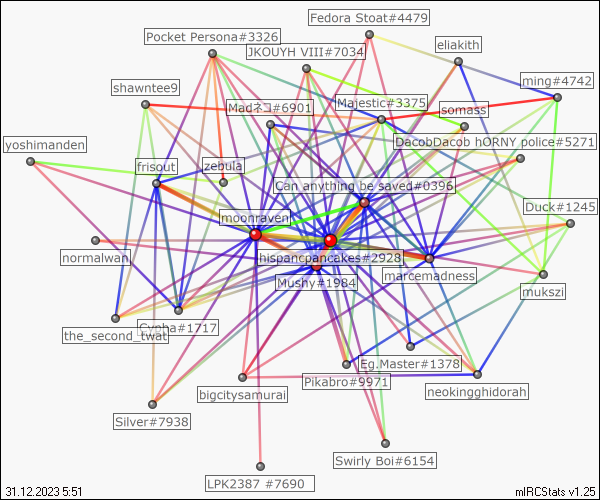 Fedora Stoat#4479
Pocket Persona#3326
JKOUYH VIII#7034
eliakith
ming#4742
shawntee9
Madネコ#6901
Majestic#3375
somass
DacobDacob hORNY police#5271
yoshimanden
frisout
zebula
Can anything be saved#0396
moonraven
Duck#1245
normalwan
hispancpancakes#2928
marcemadness
Mushy#1984
mukszi
the_second_twat
Cypha#1717
Eg.Master#1378
Pikabro#9971
neokingghidorah
bigcitysamurai
Silver#7938
Swirly Boi#6154
LPK2387 #7690
31.12.2023 5:51
mIRCStats v1.25